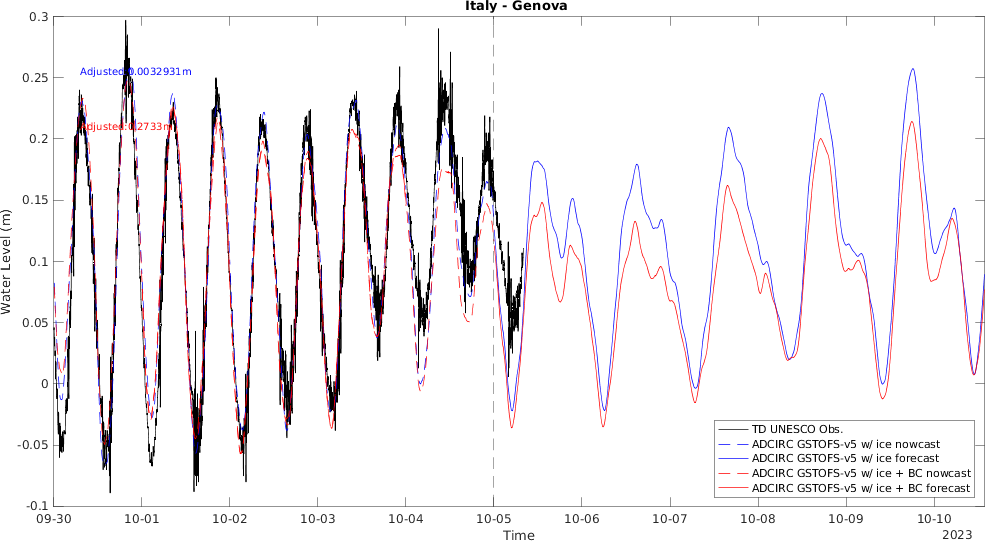 Italy - Genova
0.3
0.25
0.2
0.15
0.1
0.05
0
-0.05
-0.1
Water Level (m)
Adjusted:0.0032931m
Adjusted:0.2733m
TD UNESCO Obs.
ADCIRC GSTOFS-v5 w/ ice nowcast
ADCIRC GSTOFS-v5 w/ ice forecast
ADCIRC GSTOFS-v5 w/ ice + BC nowcast
ADCIRC GSTOFS-v5 w/ ice + BC forecast
09-30 10-01 10-02 10-03 10-04 10-05 10-06 10-07 10-08 10-09 10-10
Time
2023